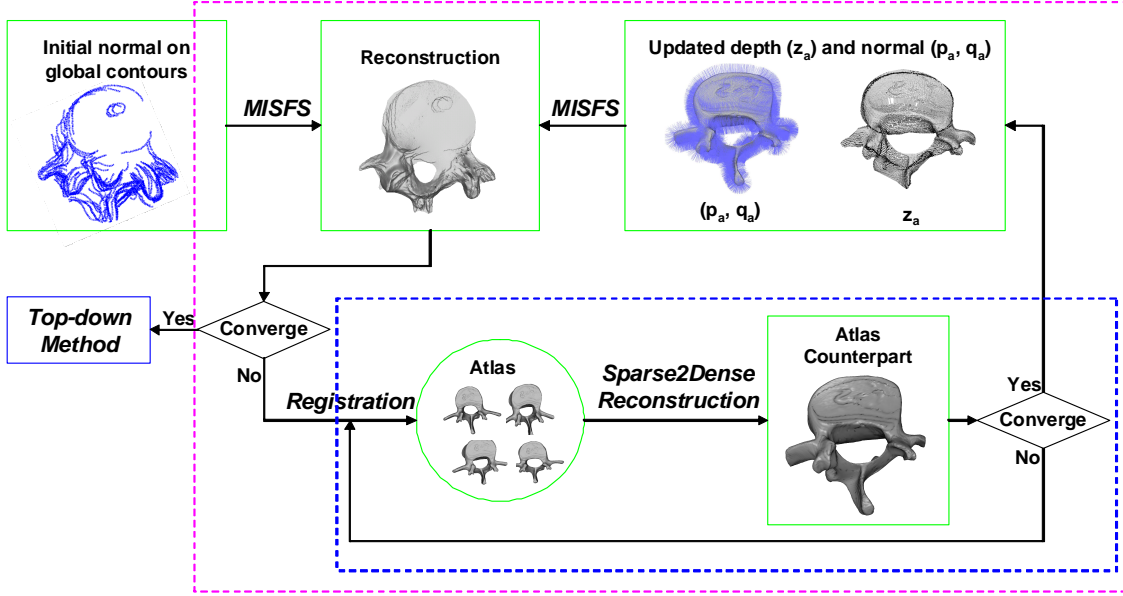 Initial normal on
global contours
MISFS
Reconstruction
MISFS
Updated depth (zₐ) and normal (pₐ, qₐ)
(pₐ, qₐ)
zₐ
Top-down
Method
Yes
Converge
No
Registration
Atlas
Sparse2Dense
Reconstruction
Atlas
Counterpart
Yes
Converge
No